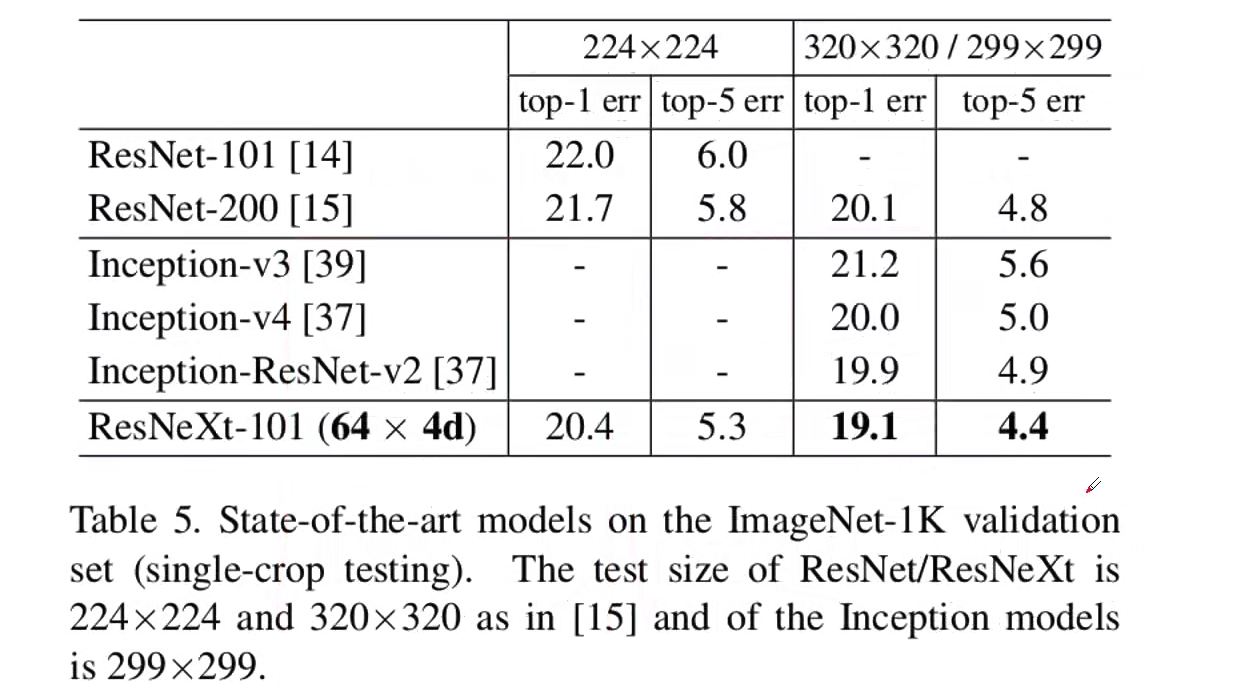 224×224 320×320 / 299×299
top-1 err top-5 err top-1 err top-5 err
ResNet-101 [14] 22.0 6.0 - -
ResNet-200 [15] 21.7 5.8 20.1 4.8
Inception-v3 [39] - - 21.2 5.6
Inception-v4 [37] - - 20.0 5.0
Inception-ResNet-v2 [37] - - 19.9 4.9
ResNeXt-101 (64 × 4d) 20.4 5.3 19.1 4.4
Table 5. State-of-the-art models on the ImageNet-1K validation
set (single-crop testing). The test size of ResNet/ResNeXt is
224×224 and 320×320 as in [15] and of the Inception models
is 299×299.